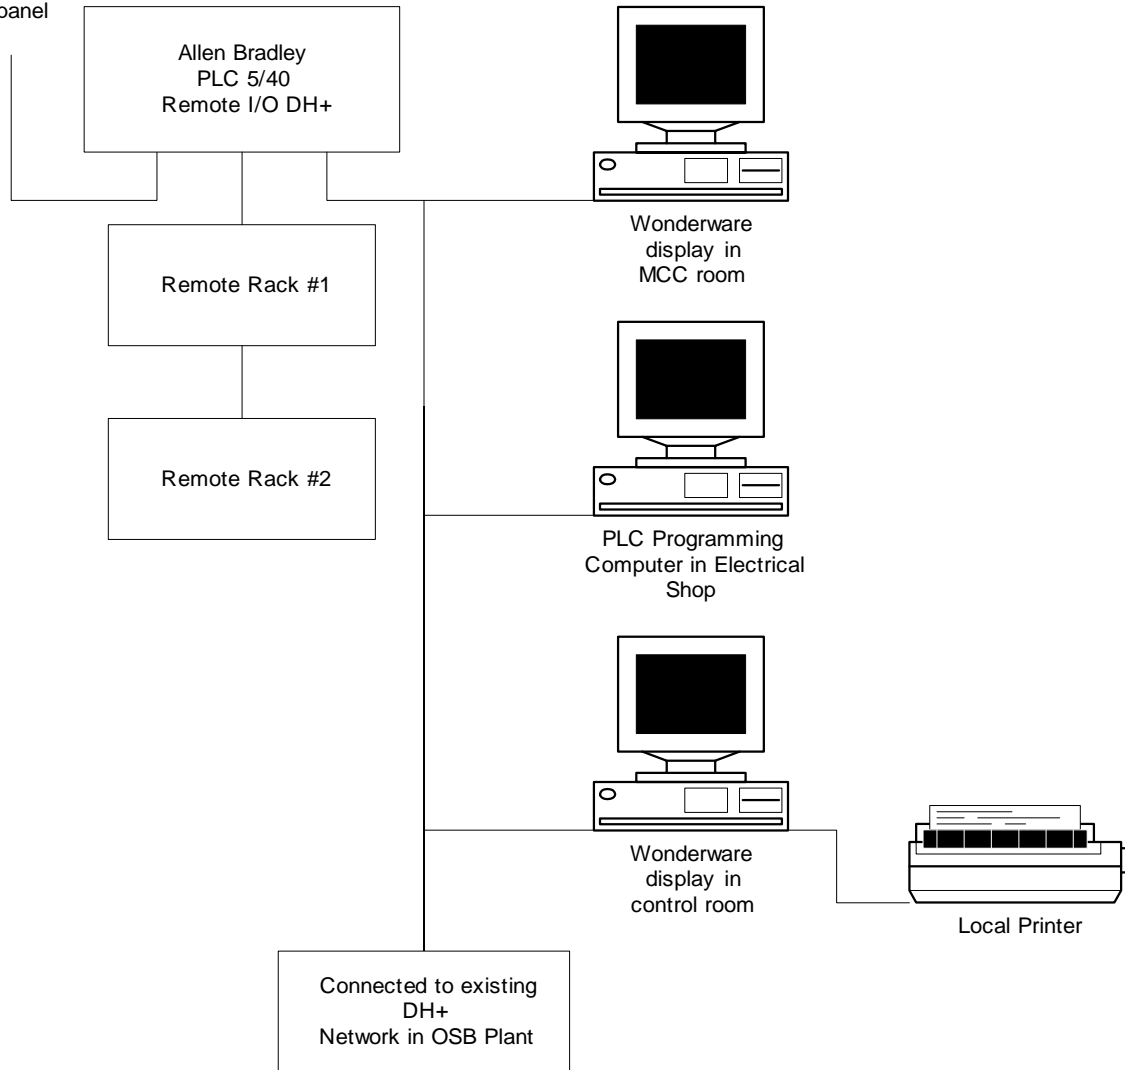 panel
Allen Bradley
PLC 5/40
Remote I/O DH+
Remote Rack #1
Remote Rack #2
Wonderware
display in
MCC room
PLC Programming
Computer in Electrical
Shop
Wonderware
display in
control room
Local Printer
Connected to existing
DH+
Network in OSB Plant